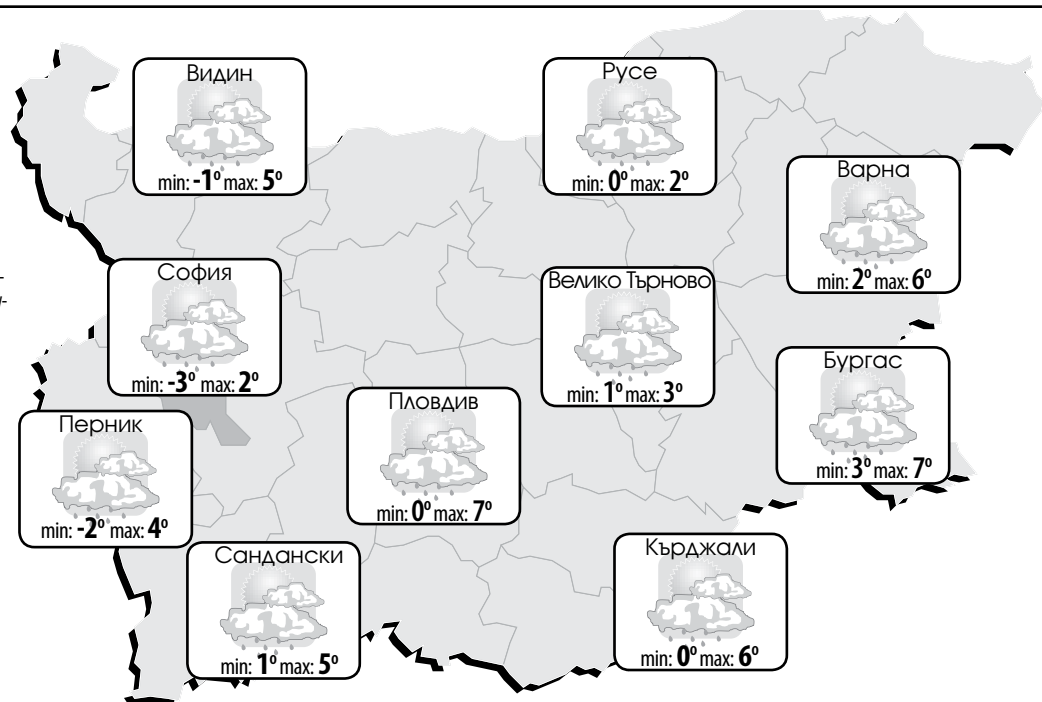 Видин
min: -1° max: 5°
Русе
min: 0° max: 2°
Варна
min: 2° max: 6°
София
min: -3° max: 2°
Велико Търново
min: 1° max: 3°
Бургас
min: 3° max: 7°
Пловдив
min: 0° max: 7°
Перник
min: -2° max: 4°
Сандански
min: 1° max: 5°
Кърджали
min: 0° max: 6°